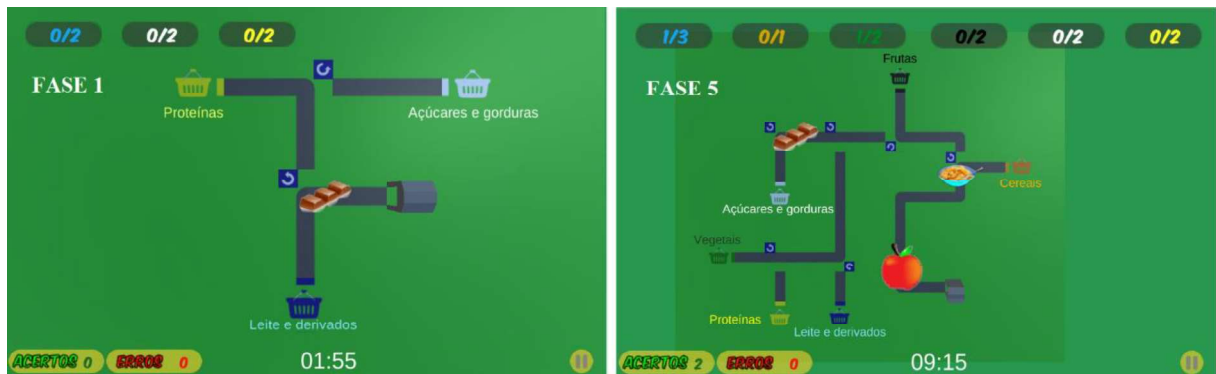 0/2 0/2 0/2
FASE 1
Proteínas
Açúcares e gorduras
Leite e derivados
ACERTOS 0 ERROS 0 01:55
1/3 0/1 1/2 0/2 0/2 0/2
Frutas
FASE 5
Cereais
Açúcares e gorduras
Vegetais
Proteínas
Leite e derivados
ACERTOS 2 ERROS 0 09:15